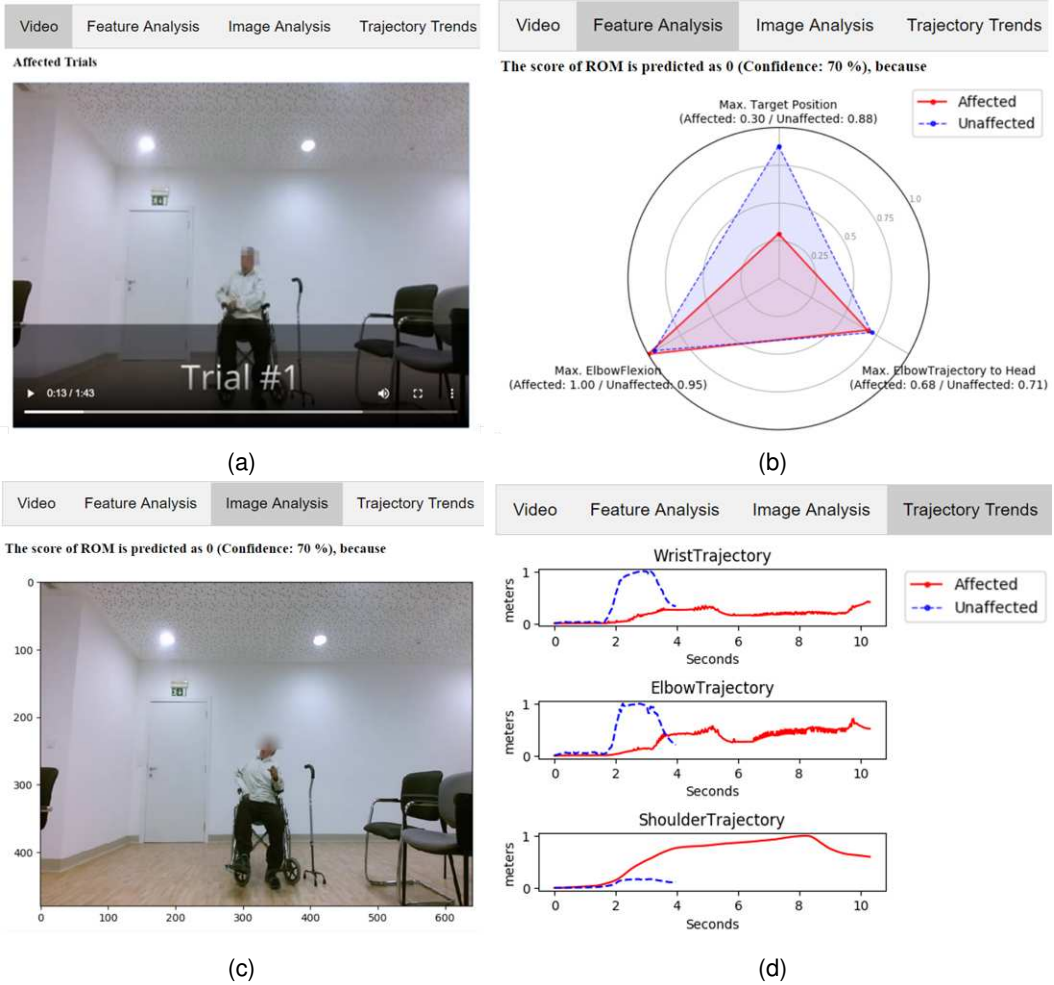 Video Feature Analysis Image Analysis Trajectory Trends
Affected Trials
Trial #1
0:13 / 1:43
(a)
Video Feature Analysis Image Analysis Trajectory Trends
The score of ROM is predicted as 0 (Confidence: 70 %), because
Max. Target Position
(Affected: 0.30 / Unaffected: 0.88)
Affected
Unaffected
1.0
0.75
0.5
0.25
Max. ElbowFlexion
(Affected: 1.00 / Unaffected: 0.95)
Max. ElbowTrajectory to Head
(Affected: 0.68 / Unaffected: 0.71)
(b)
Video Feature Analysis Image Analysis Trajectory Trends
The score of ROM is predicted as 0 (Confidence: 70 %), because
0
100
200
300
400
0 100 200 300 400 500 600
(c)
Video Feature Analysis Image Analysis Trajectory Trends
WristTrajectory
Affected
Unaffected
meters
1
0
0 2 4 6 8 10
Seconds
ElbowTrajectory
meters
1
0
0 2 4 6 8 10
Seconds
ShoulderTrajectory
meters
1
0
0 2 4 6 8 10
Seconds
(d)